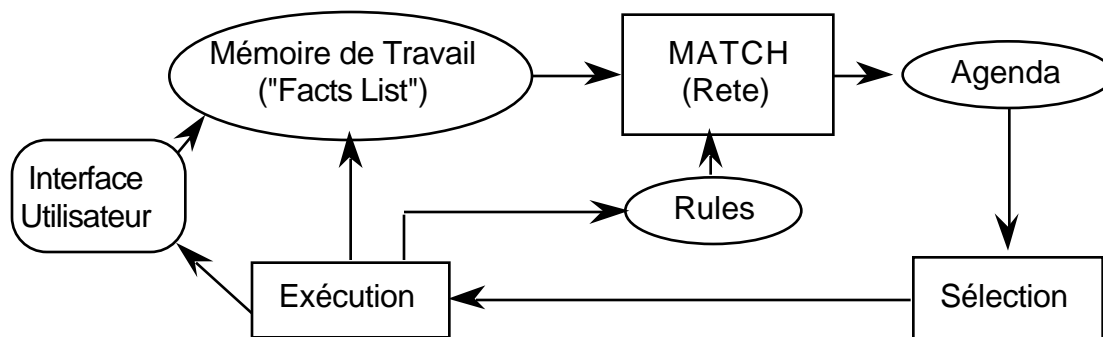 Mémoire de Travail
("Facts List")
MATCH
(Rete)
Agenda
Interface
Utilisateur
Rules
Exécution
Sélection